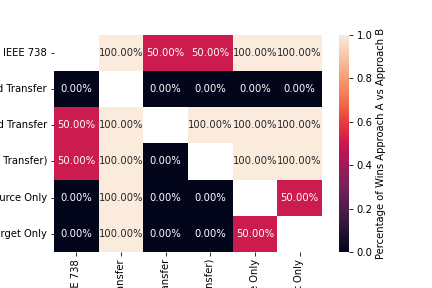 IEEE 738 100.00% 50.00% 50.00% 100.00% 100.00%
d Transfer 0.00% 0.00% 0.00% 0.00% 0.00%
d Transfer 50.00% 100.00% 100.00% 100.00% 100.00%
Transfer) 50.00% 100.00% 0.00% 100.00% 100.00%
urce Only 0.00% 100.00% 0.00% 0.00% 50.00%
rget Only 0.00% 100.00% 0.00% 0.00% 50.00%
E 738
ansfer
ransfer
ansfer)
e Only
t Only
1.0
0.8
0.6
0.4
0.2
0.0
Percentage of Wins Approach A vs Approach B